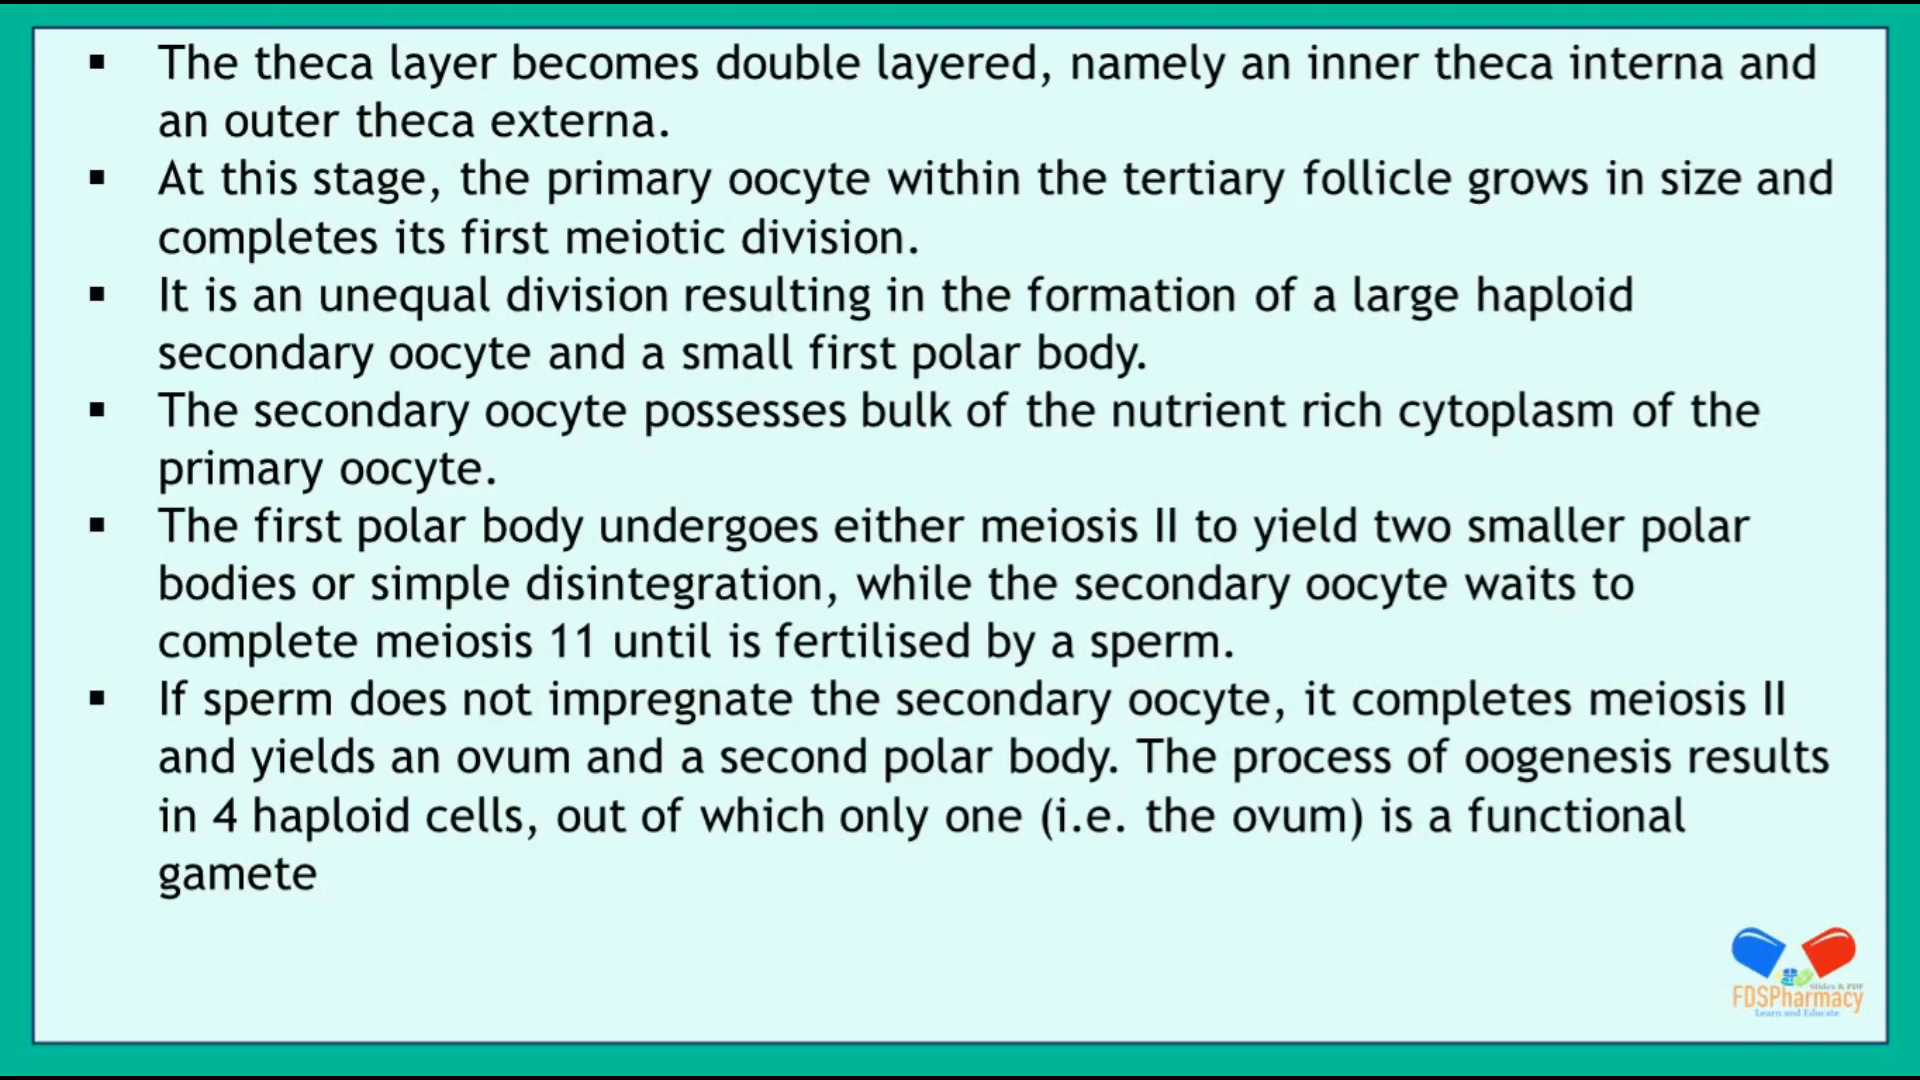 ▪ The theca layer becomes double layered, namely an inner theca interna and
an outer theca externa.
▪ At this stage, the primary oocyte within the tertiary follicle grows in size and
completes its first meiotic division.
▪ It is an unequal division resulting in the formation of a large haploid
secondary oocyte and a small first polar body.
▪ The secondary oocyte possesses bulk of the nutrient rich cytoplasm of the
primary oocyte.
▪ The first polar body undergoes either meiosis II to yield two smaller polar
bodies or simple disintegration, while the secondary oocyte waits to
complete meiosis 11 until is fertilised by a sperm.
▪ If sperm does not impregnate the secondary oocyte, it completes meiosis II
and yields an ovum and a second polar body. The process of oogenesis results
in 4 haploid cells, out of which only one (i.e. the ovum) is a functional
gamete
Slides & PDF
FDSPharmacy
Learn and Educate